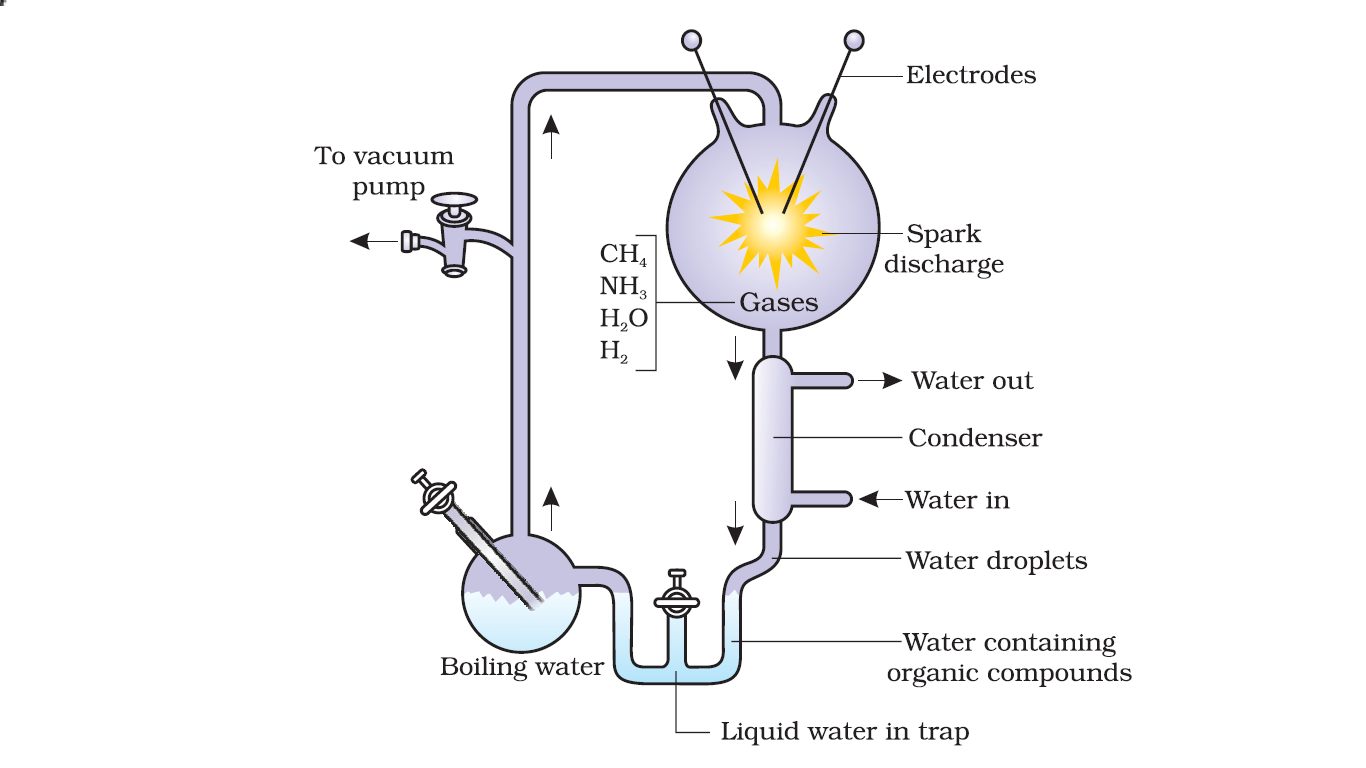 Electrodes
To vacuum
pump
Spark
discharge
CH₄
NH₃
H₂O
H₂
Gases
Water out
Condenser
Water in
Water droplets
Water containing
organic compounds
Boiling water
Liquid water in trap